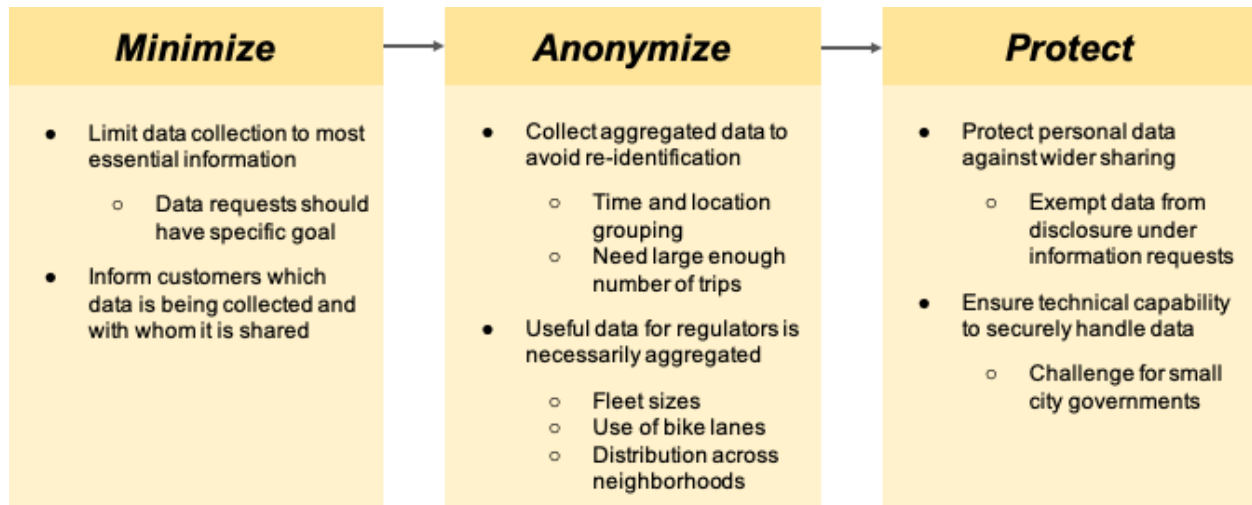 Minimize
● Limit data collection to most
essential information
○ Data requests should
have specific goal
● Inform customers which
data is being collected and
with whom it is shared
Anonymize
● Collect aggregated data to
avoid re-identification
○ Time and location
grouping
○ Need large enough
number of trips
● Useful data for regulators is
necessarily aggregated
○ Fleet sizes
○ Use of bike lanes
○ Distribution across
neighborhoods
Protect
● Protect personal data
against wider sharing
○ Exempt data from
disclosure under
information requests
● Ensure technical capability
to securely handle data
○ Challenge for small
city governments